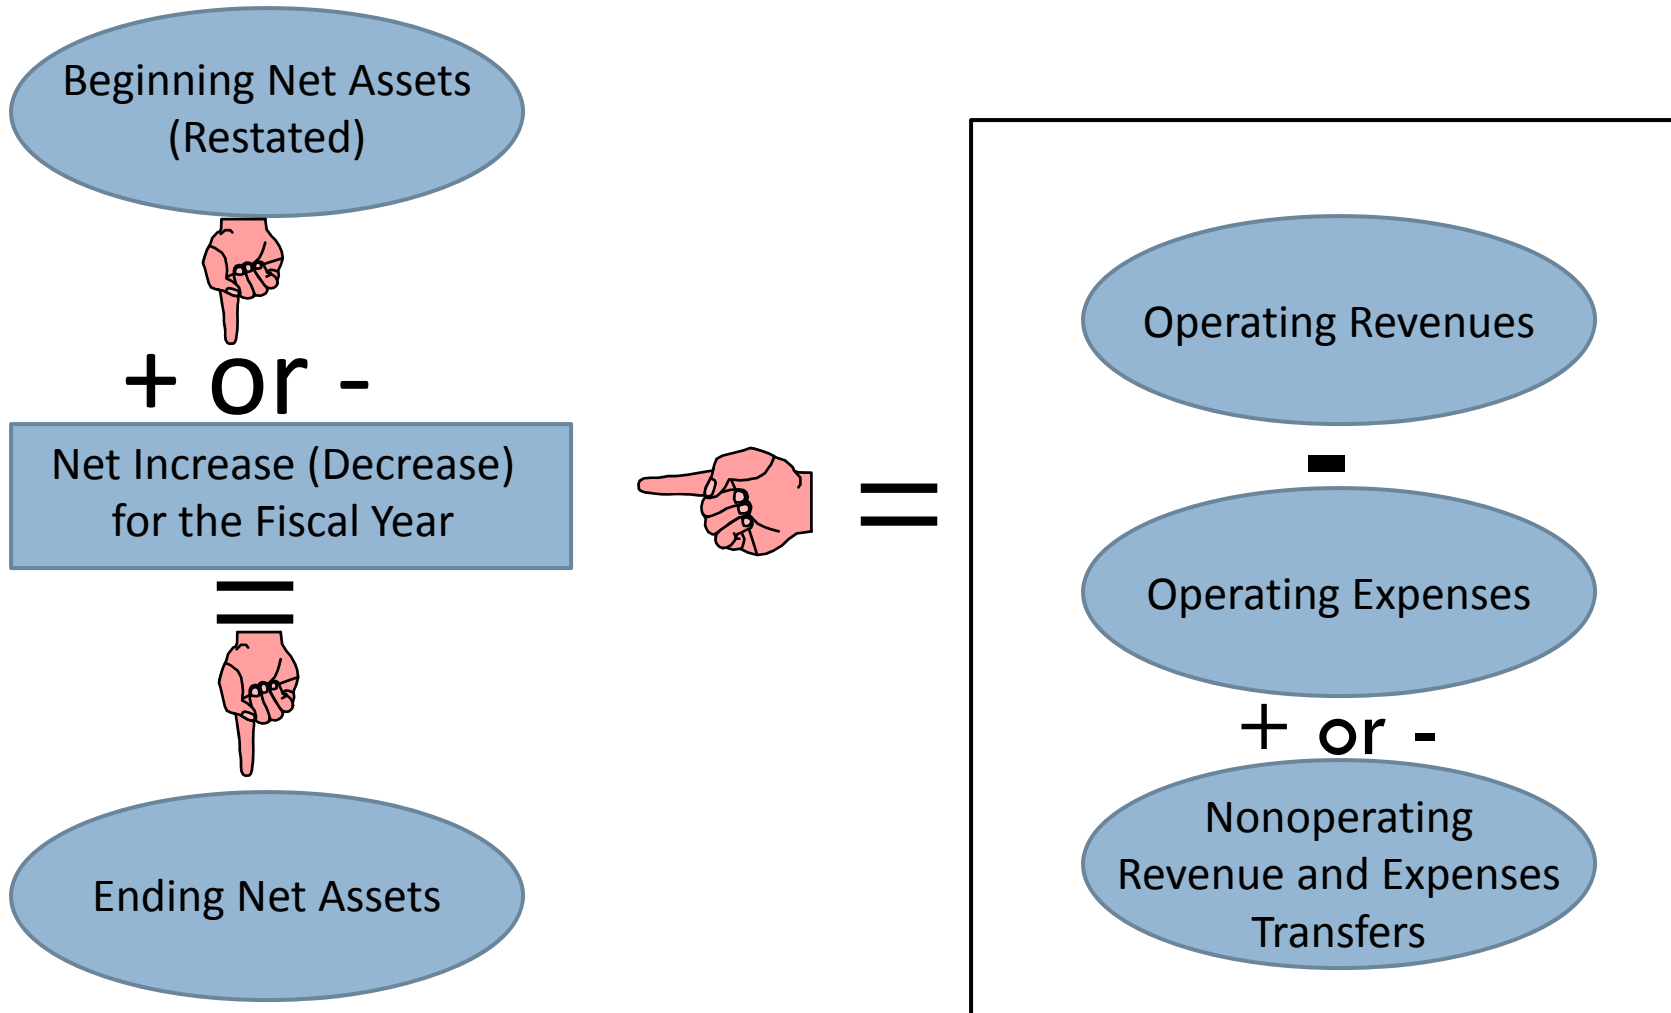 Beginning Net Assets
(Restated)
+ or -
Net Increase (Decrease)
for the Fiscal Year
=
Ending Net Assets
=
Operating Revenues
-
Operating Expenses
+ or -
Nonoperating
Revenue and Expenses
Transfers